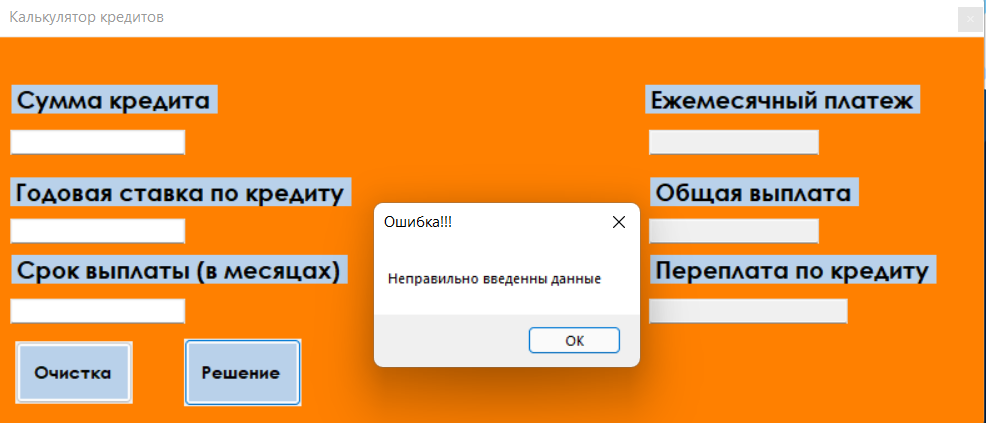 Калькулятор кредитов
Сумма кредита
Ежемесячный платеж
Годовая ставка по кредиту
Общая выплата
Ошибка!!!
Срок выплаты (в месяцах)
Неправильно введенны данные
Переплата по кредиту
OK
Очистка
Решение